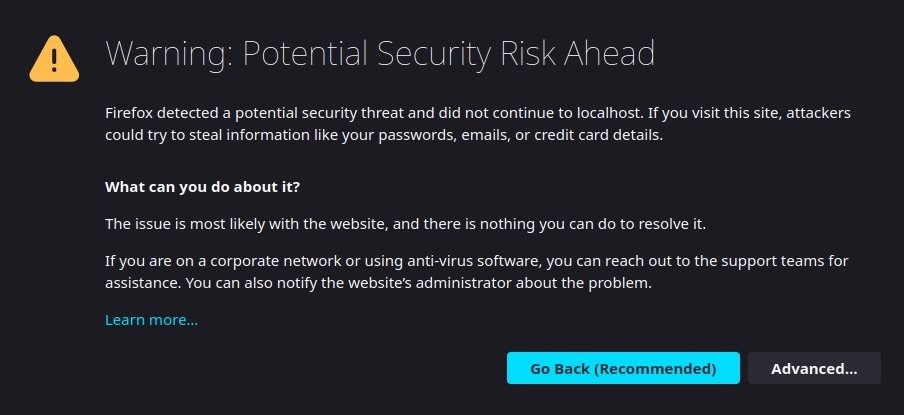 Warning: Potential Security Risk Ahead
Firefox detected a potential security threat and did not continue to localhost. If you visit this site, attackers
could try to steal information like your passwords, emails, or credit card details.
What can you do about it?
The issue is most likely with the website, and there is nothing you can do to resolve it.
If you are on a corporate network or using anti-virus software, you can reach out to the support teams for
assistance. You can also notify the website’s administrator about the problem.
Learn more…
Go Back (Recommended)
Advanced…